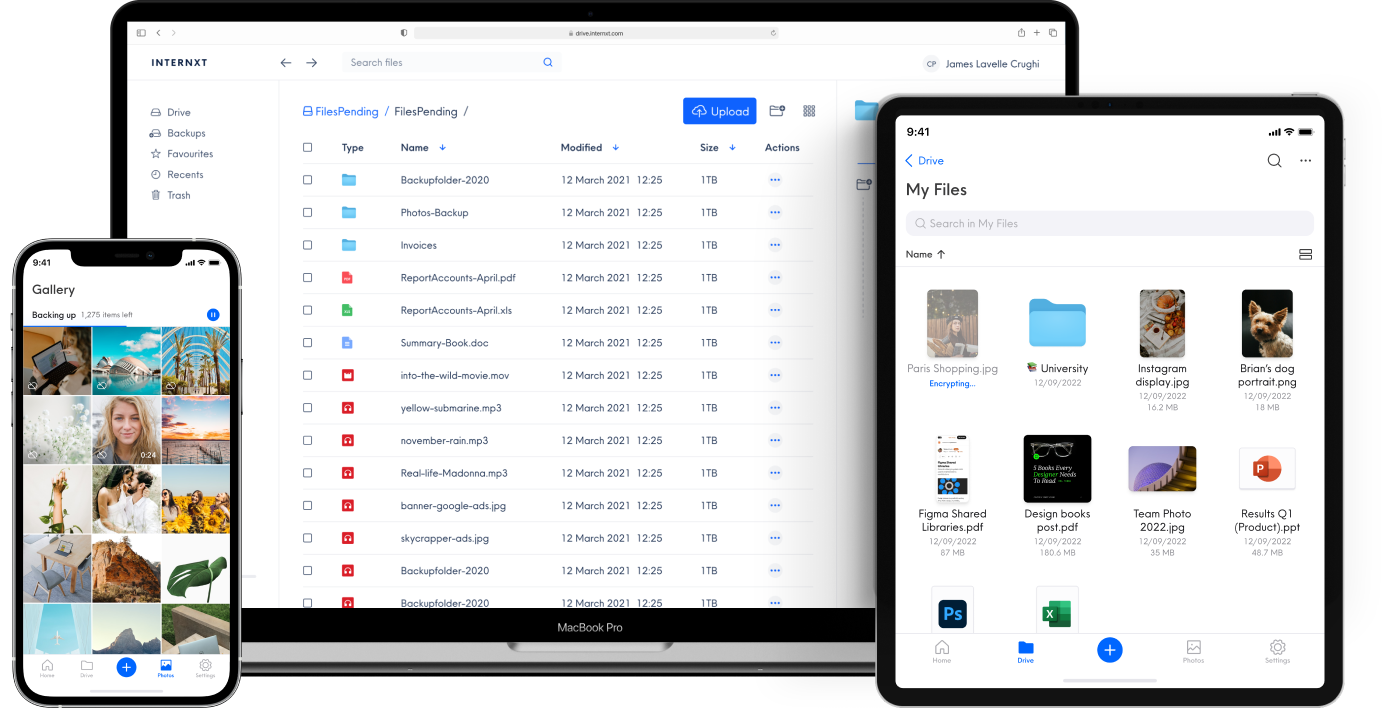 drive.internxt.com
INTERNXT
Search files
CP James Lavelle Crughi
Drive
Backups
Favourites
Recents
Trash
FilesPending / FilesPending /
Upload
Type Name Modified Size Actions
Backupfolder-2020 12 March 2021 12:25 1TB
Photos-Backup 12 March 2021 12:25 1TB
Invoices 12 March 2021 12:25 1TB
ReportAccounts-April.pdf 12 March 2021 12:25 1TB
ReportAccounts-April.xls 12 March 2021 12:25 1TB
Summary-Book.doc 12 March 2021 12:25 1TB
into-the-wild-movie.mov 12 March 2021 12:25 1TB
yellow-submarine.mp3 12 March 2021 12:25 1TB
november-rain.mp3 12 March 2021 12:25 1TB
Real-life-Madonna.mp3 12 March 2021 12:25 1TB
banner-google-ads.jpg 12 March 2021 12:25 1TB
skycrapper-ads.jpg 12 March 2021 12:25 1TB
Backupfolder-2020 12 March 2021 12:25 1TB
Backupfolder-2020 12 March 2021 12:25 1TB
MacBook Pro
9:41
Gallery
Backing up 1,275 items left
0:24
Home Drive Photos Settings
9:41
Drive
My Files
Search in My Files
Name
Paris Shopping.jpg
Encrypting...
University
12/09/2022
Instagram
display.jpg
12/09/2022
16.2 MB
Brian's dog
portrait.png
12/09/2022
18 MB
Figma Shared
Libraries.pdf
12/09/2022
87 MB
5 Books Every
Designer Needs
To Read
Design books
post.pdf
12/09/2022
180.6 MB
Team Photo
2022.jpg
12/09/2022
35 MB
P
Results Q1
(Product).ppt
12/09/2022
48.7 MB
Ps
X
Home Drive Photos Settings